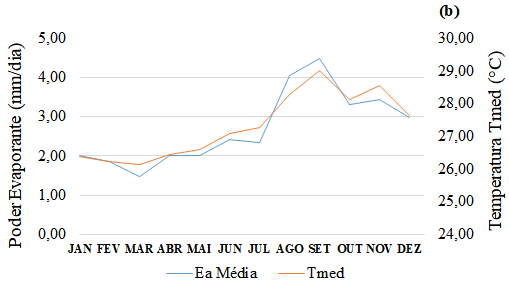 (b)
Poder Evaporante (mm/dia)
5,00
4,00
3,00
2,00
1,00
0,00
30,00
29,00
28,00
27,00
26,00
25,00
24,00
Temperatura Tmed (°C)
JAN FEV MAR ABR MAI JUN JUL AGO SET OUT NOV DEZ
Ea Média Tmed